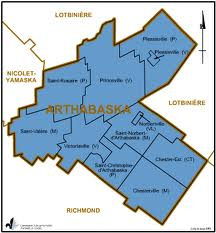 LOTBINIÈRE
Plessisville (P)
Plessisville (V)
NICOLET-
YAMASKA
Saint-Rosaire (P)
Princeville (V)
ARTHABASKA
LOTBINIÈRE
Norbertville
(VL)
Saint-Valère (M)
Saint-
Norbert-
d'Arthabaska
(M)
Victoriaville (V)
Chester-Est (CT)
Saint-Christophe-
d'Arthabaska
(P)
Chesterville (M)
RICHMOND